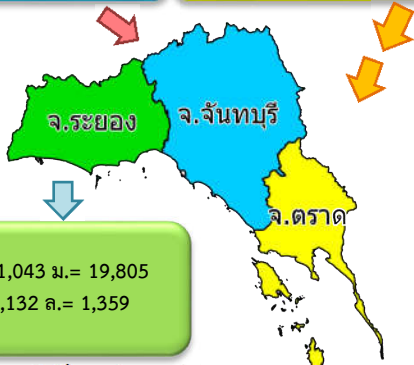 จ.ระยอง
จ.จันทบุรี
จ.ตราด
1,043 ม.= 19,805
,132 ล.= 1,359